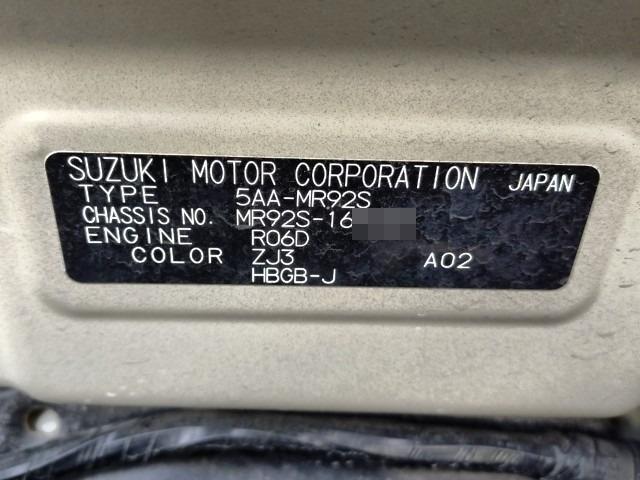 SUZUKI MOTOR CORPORATION JAPAN
TYPE 5AA-MR92S
CHASSIS NO. MR92S-16
ENGINE R06D
COLOR ZJ3 A02
HBGB-J